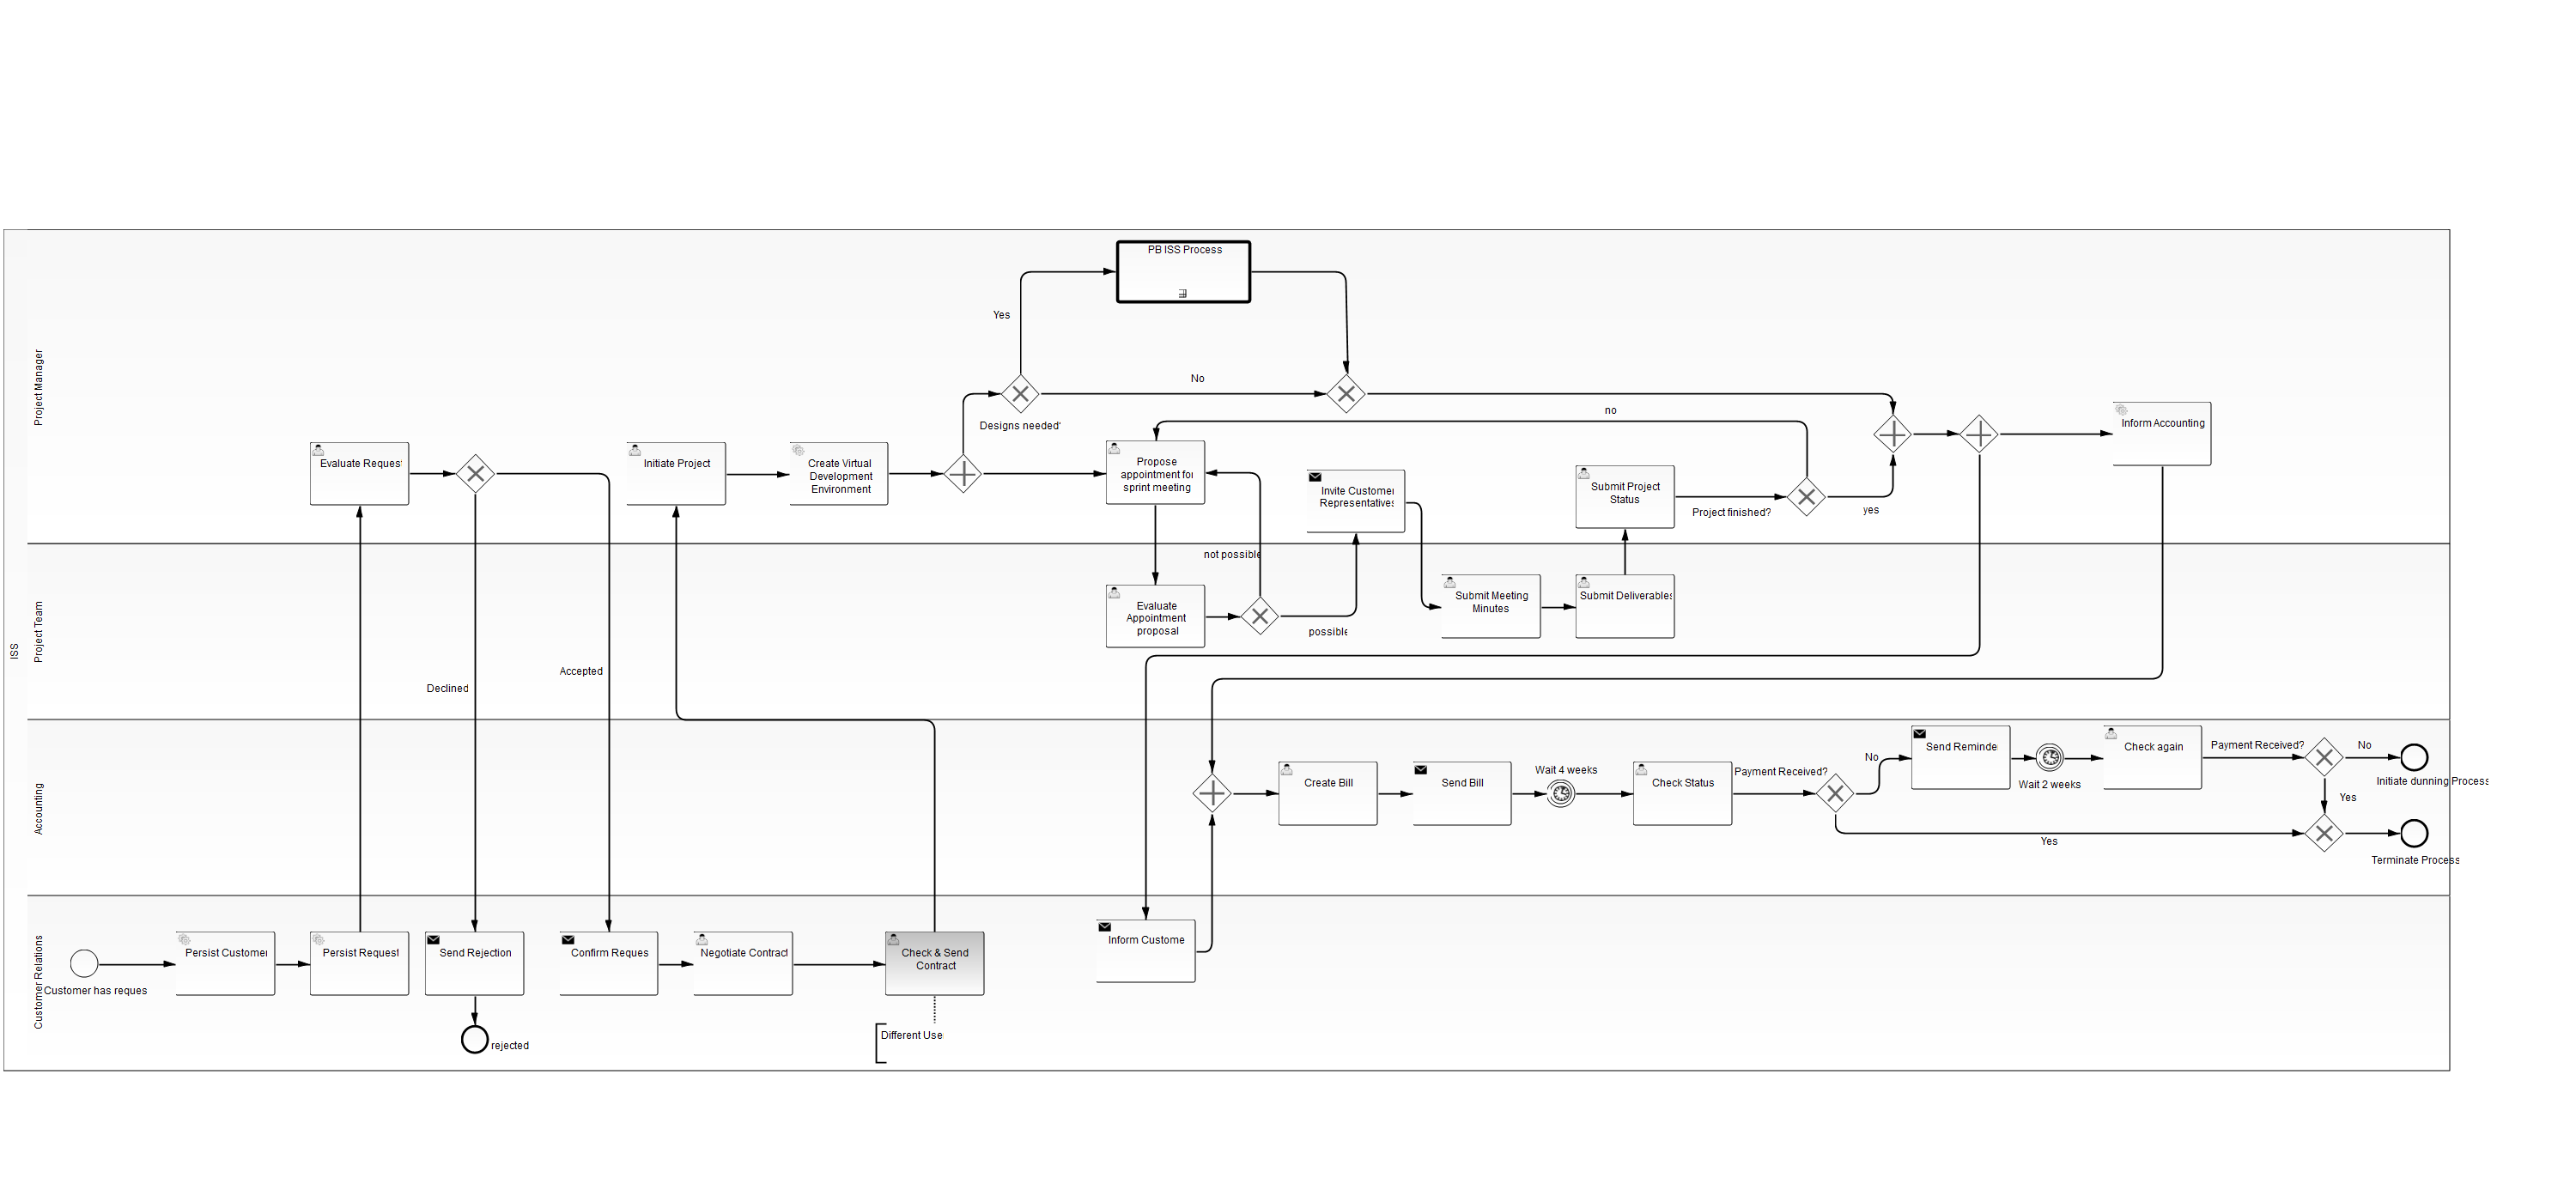 PB ISS Process
Yes
No
Designs needed'
no
Inform Accounting
Project Manager
Evaluate Reques
Initiate Project
Create Virtual
Development
Environment
Propose
appointment for
sprint meeting
Invite Customer
Representatives
Submit Project
Status
Project finished?
yes
not possible
ISS
Project Team
Evaluate
Appointment
proposal
possible
Submit Meeting
Minutes
Submit Deliverables
Declined
Accepted
Accounting
Create Bill
Send Bill
Wait 4 weeks
Check Status
Payment Received?
No
Send Reminde
Wait 2 weeks
Check again
Payment Received?
No
Initiate dunning Process
Yes
Yes
Terminate Process
Customer Relations
Customer has reques
Persist Customer
Persist Request
Send Rejection
rejected
Confirm Reques
Negotiate Contract
Check & Send
Contract
Different Use
Inform Custome